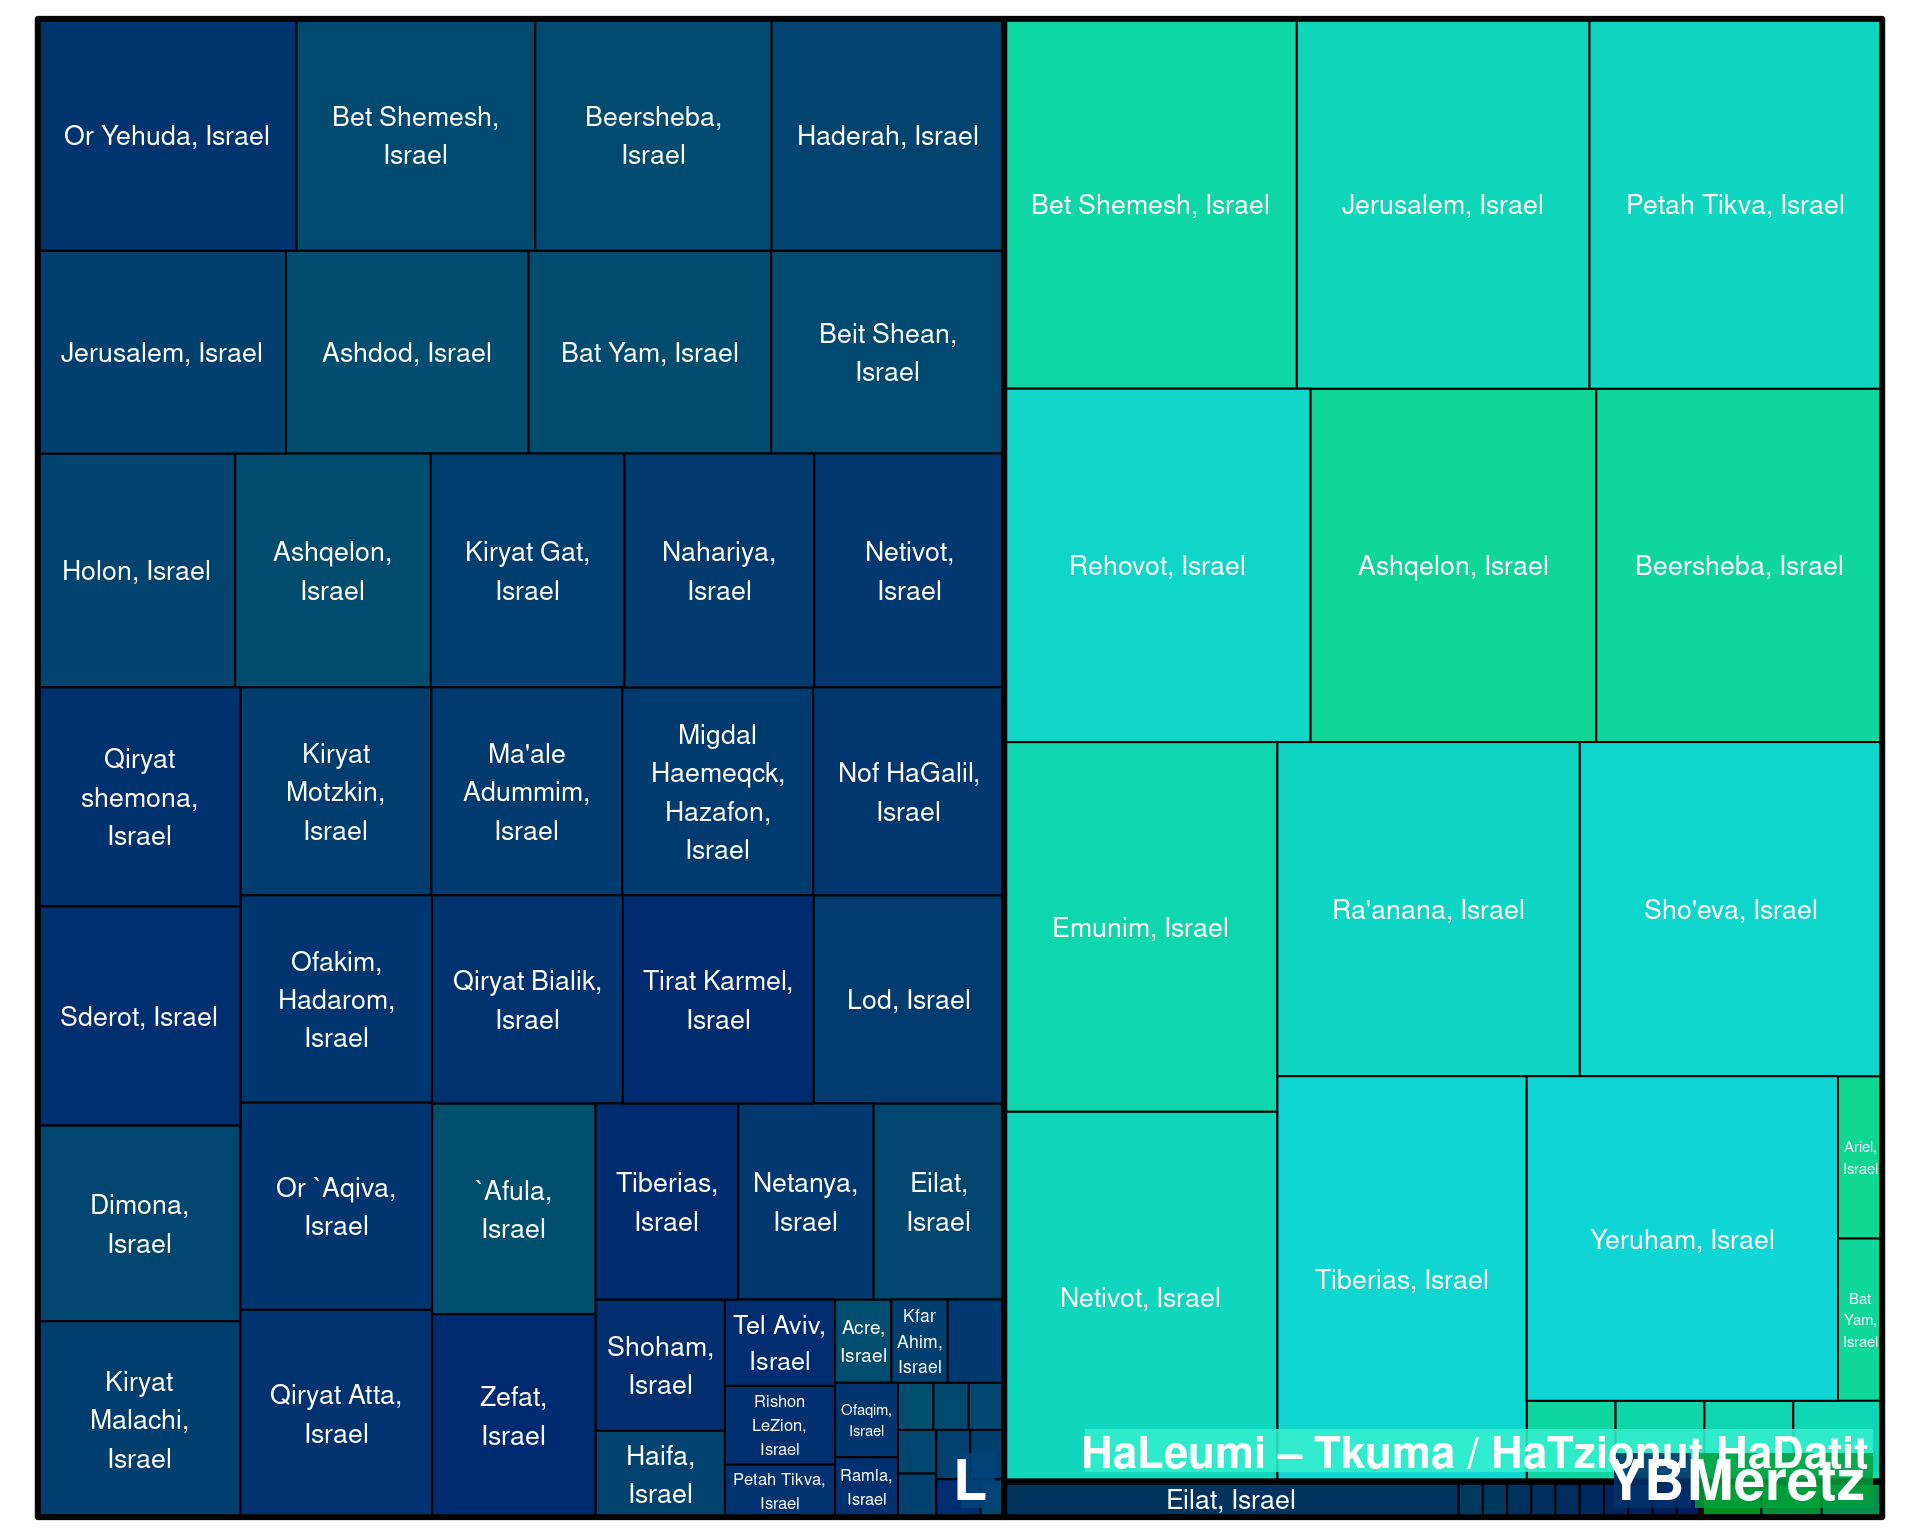 Or Yehuda, Israel
Bet Shemesh,
Israel
Beersheba,
Israel
Haderah, Israel
Jerusalem, Israel
Ashdod, Israel
Bat Yam, Israel
Beit Shean,
Israel
Holon, Israel
Ashqelon,
Israel
Kiryat Gat,
Israel
Nahariya,
Israel
Netivot,
Israel
Qiryat
shemona,
Israel
Kiryat
Motzkin,
Israel
Ma'ale
Adummim,
Israel
Migdal
Haemeqck,
Hazafon,
Israel
Nof HaGalil,
Israel
Sderot, Israel
Ofakim,
Hadarom,
Israel
Qiryat Bialik,
Israel
Tirat Karmel,
Israel
Lod, Israel
Dimona,
Israel
Or `Aqiva,
Israel
`Afula,
Israel
Tiberias,
Israel
Netanya,
Israel
Eilat,
Israel
Kiryat
Malachi,
Israel
Qiryat Atta,
Israel
Zefat,
Israel
Shoham,
Israel
Haifa,
Israel
Tel Aviv,
Israel
Rishon
LeZion,
Israel
Petah Tikva,
Israel
Acre,
Israel
Kfar
Ahim,
Israel
Ofaqim,
Israel
Ramla,
Israel
L
Bet Shemesh, Israel
Jerusalem, Israel
Petah Tikva, Israel
Rehovot, Israel
Ashqelon, Israel
Beersheba, Israel
Emunim, Israel
Ra'anana, Israel
Sho'eva, Israel
Netivot, Israel
Tiberias, Israel
Yeruham, Israel
Ariel,
Israel
Bat
Yam,
Israel
HaLeumi – Tkuma / HaTzionut HaDatit
Eilat, Israel
YB
Meretz